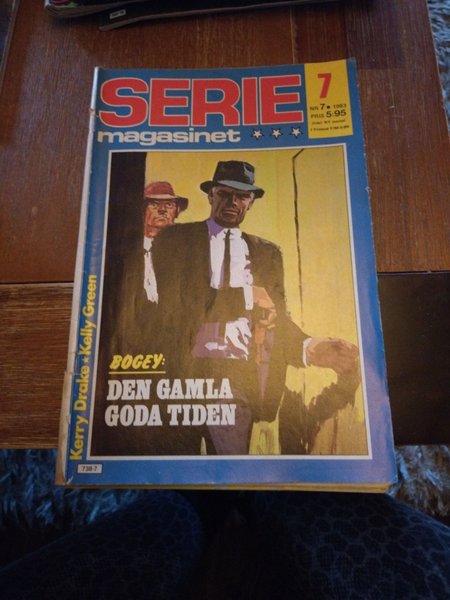 SERIE
magasinet
7
NR 7 • 1983
PRIS 5:95
Kerry Drake ★ Kelly Green
BOGEY:
DEN GAMLA
GODA TIDEN
738-7